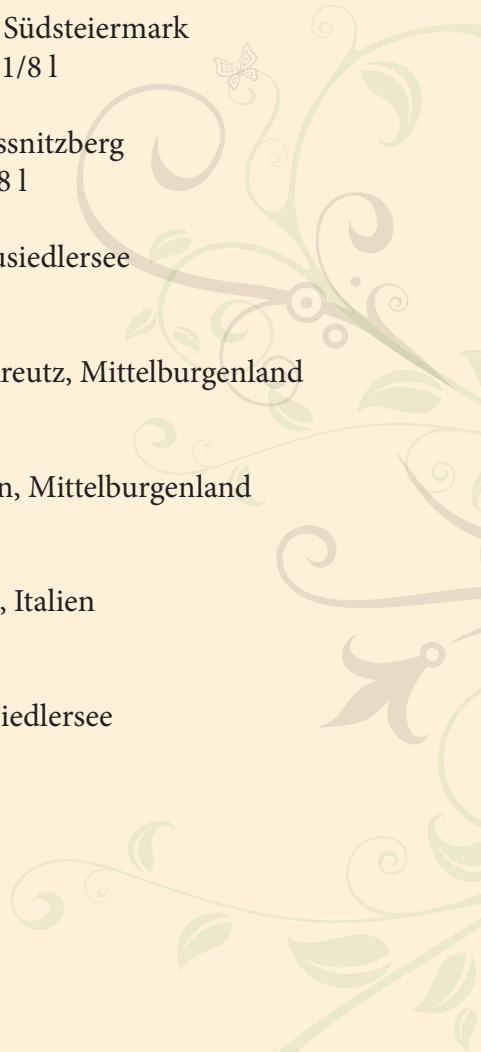 Südsteiermark
1/8 l
ssnitzberg
8 l
usiedlersee
reutz, Mittelburgenland
n, Mittelburgenland
, Italien
iedlersee